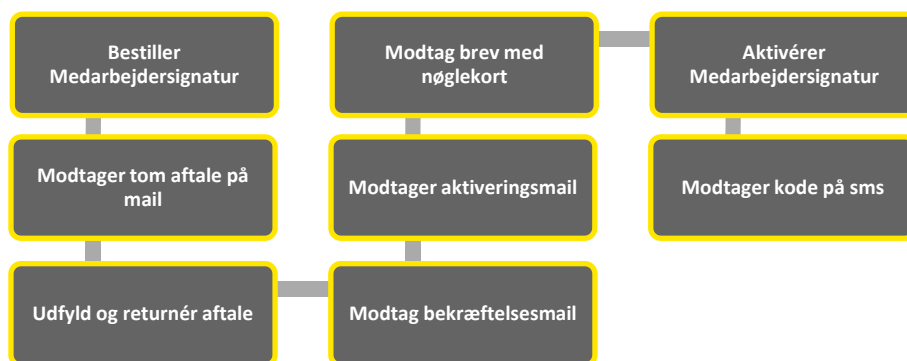 Bestiller
Medarbejdersignatur
Modtager tom aftale på
mail
Udfyld og returnér aftale
Modtag bekræftelsesmail
Modtager aktiveringsmail
Modtag brev med
nøglekort
Aktivérer
Medarbejdersignatur
Modtager kode på sms